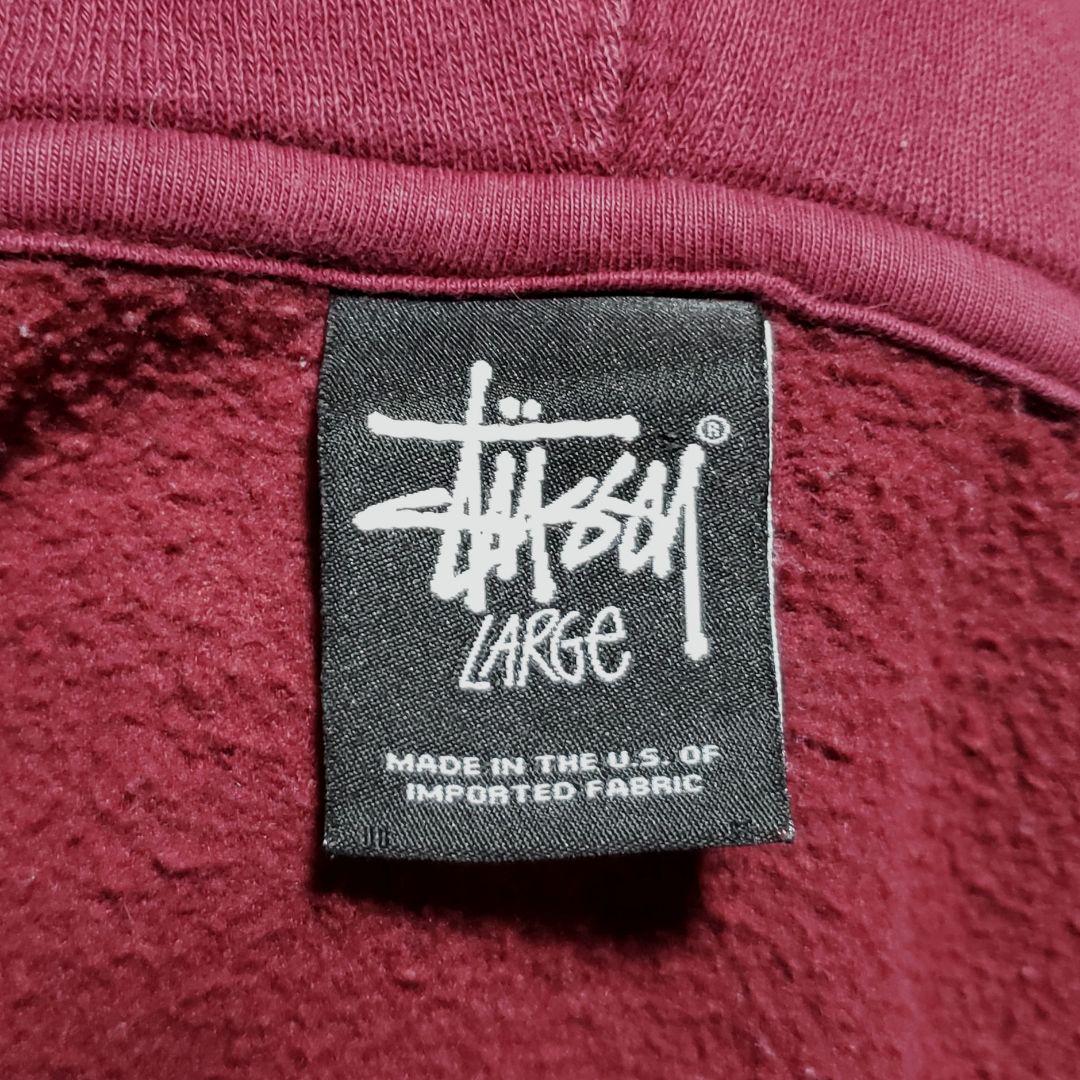 Stüssy ®
LARGe
MADE IN THE U.S. OF
IMPORTED FABRIC